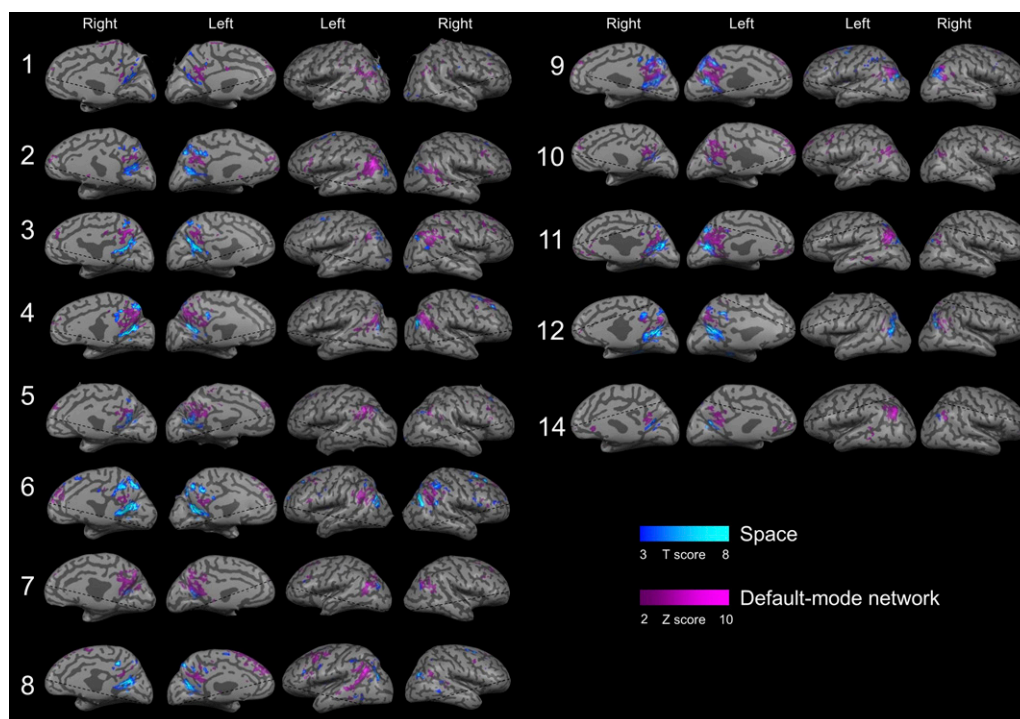 Right Left Left Right
1
2
3
4
5
6
7
8
Right Left Left Right
9
10
11
12
14
Space
3 T score 8
Default-mode network
2 Z score 10